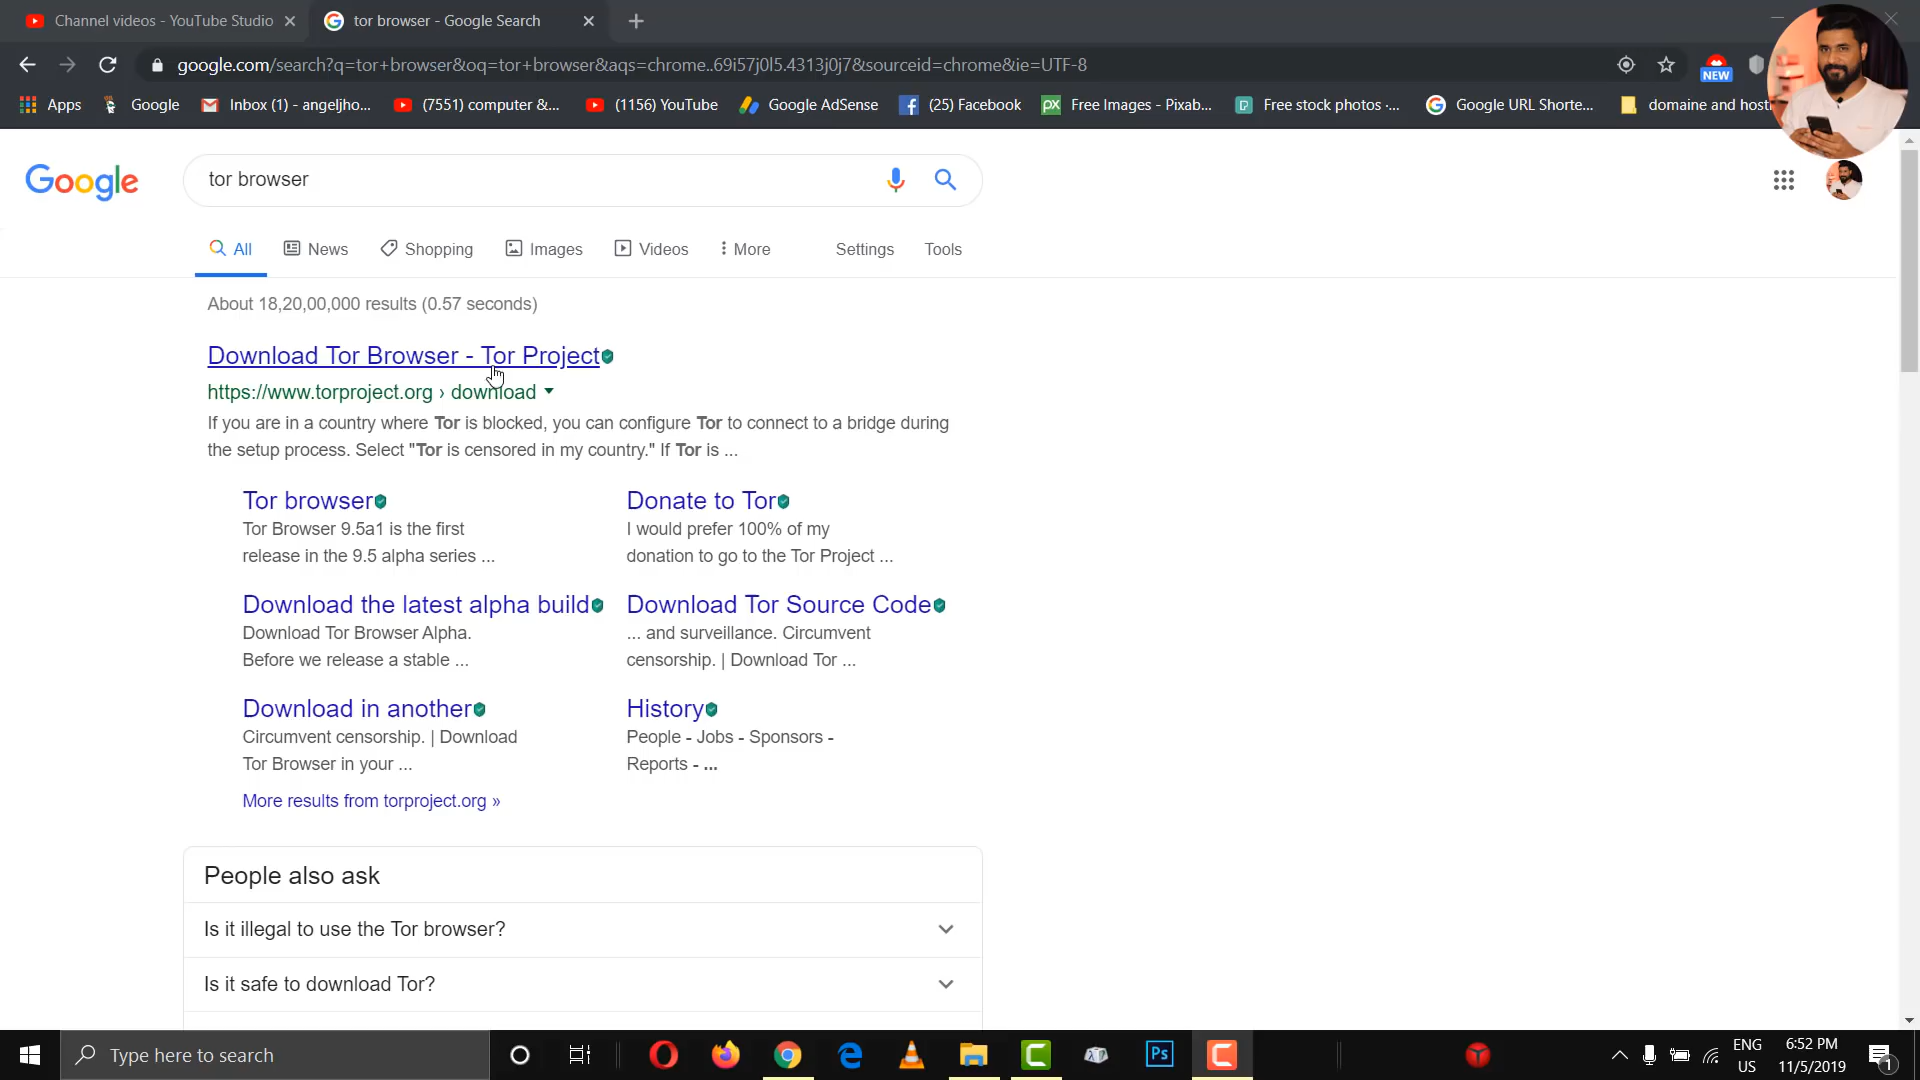 Channel videos - YouTube Studio
tor browser - Google Search
google.com/search?q=tor+browser&oq=tor+browser&aqs=chrome..69i57j0l5.4313j0j7&sourceid=chrome&ie=UTF-8
NEW
Apps
Google
Inbox (1) - angeljho...
(7551) computer &...
(1156) YouTube
Google AdSense
(25) Facebook
Free Images - Pixab...
Free stock photos ·...
Google URL Shorte...
domaine and hosti
Google
tor browser
All
News
Shopping
Images
Videos
More
Settings
Tools
About 18,20,00,000 results (0.57 seconds)
Download Tor Browser - Tor Project
https://www.torproject.org › download
If you are in a country where Tor is blocked, you can configure Tor to connect to a bridge during
the setup process. Select "Tor is censored in my country." If Tor is ...
Tor browser
Tor Browser 9.5a1 is the first
release in the 9.5 alpha series ...
Donate to Tor
I would prefer 100% of my
donation to go to the Tor Project ...
Download the latest alpha build
Download Tor Browser Alpha.
Before we release a stable ...
Download Tor Source Code
... and surveillance. Circumvent
censorship. | Download Tor ...
Download in another
Circumvent censorship. | Download
Tor Browser in your ...
History
People - Jobs - Sponsors -
Reports - ...
More results from torproject.org »
People also ask
Is it illegal to use the Tor browser?
Is it safe to download Tor?
Type here to search
Ps
ENG
US
6:52 PM
11/5/2019
1